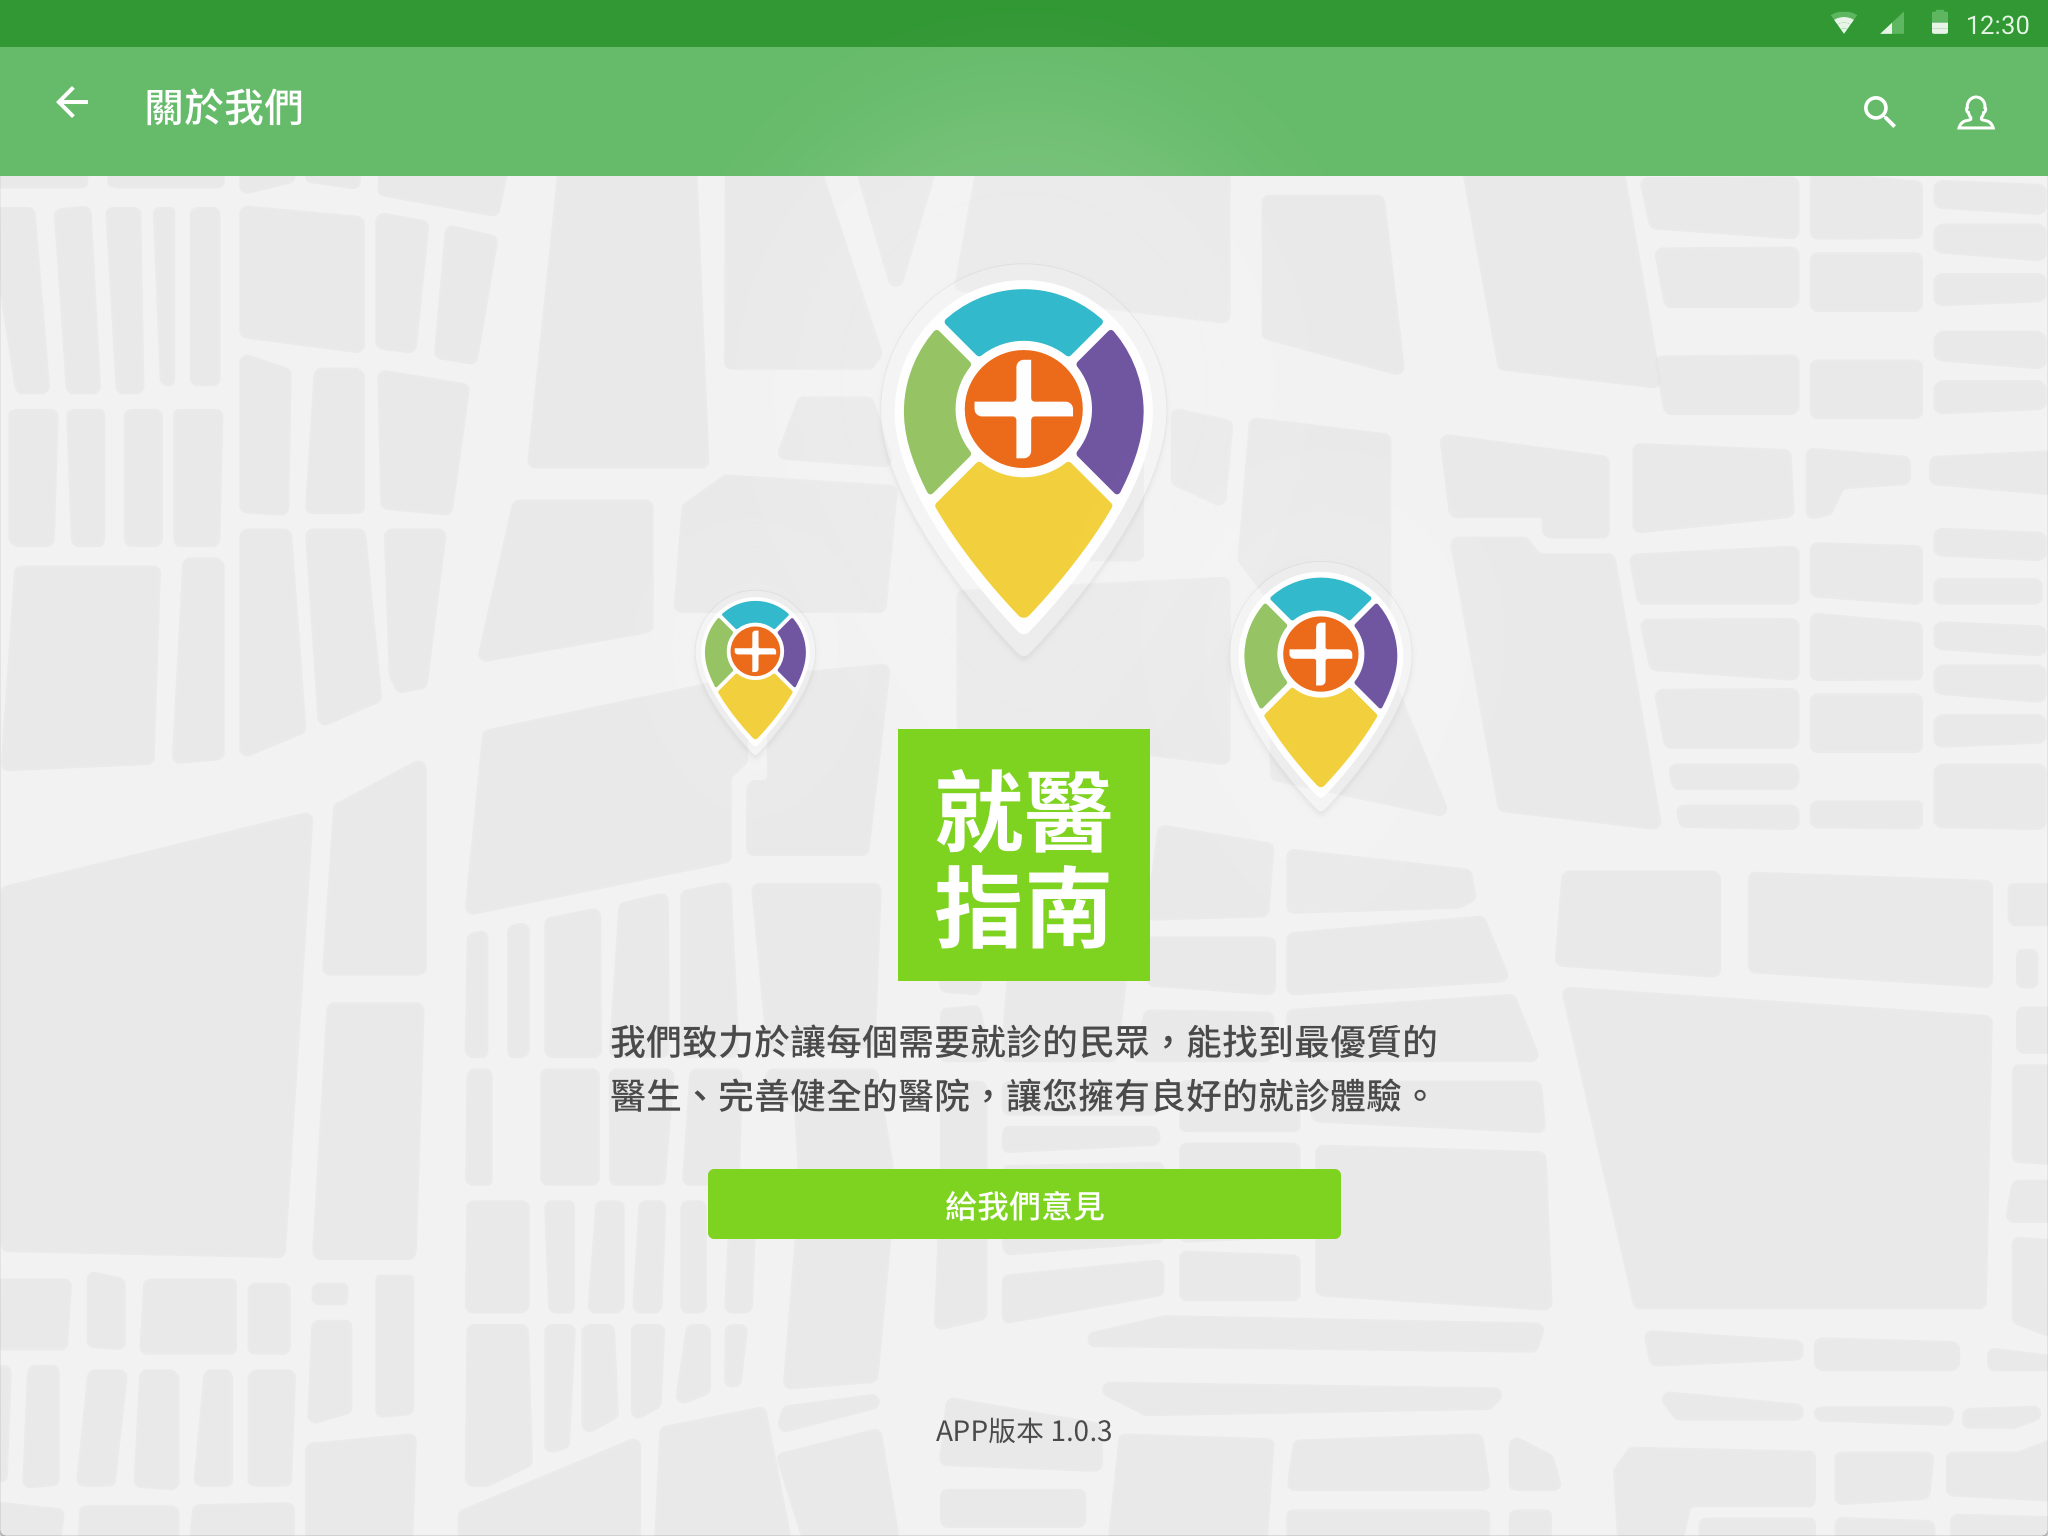 12:30
關於我們
就醫
指南
我們致力於讓每個需要就診的民眾，能找到最優質的
醫生、完善健全的醫院，讓您擁有良好的就診體驗。
給我們意見
APP版本 1.0.3